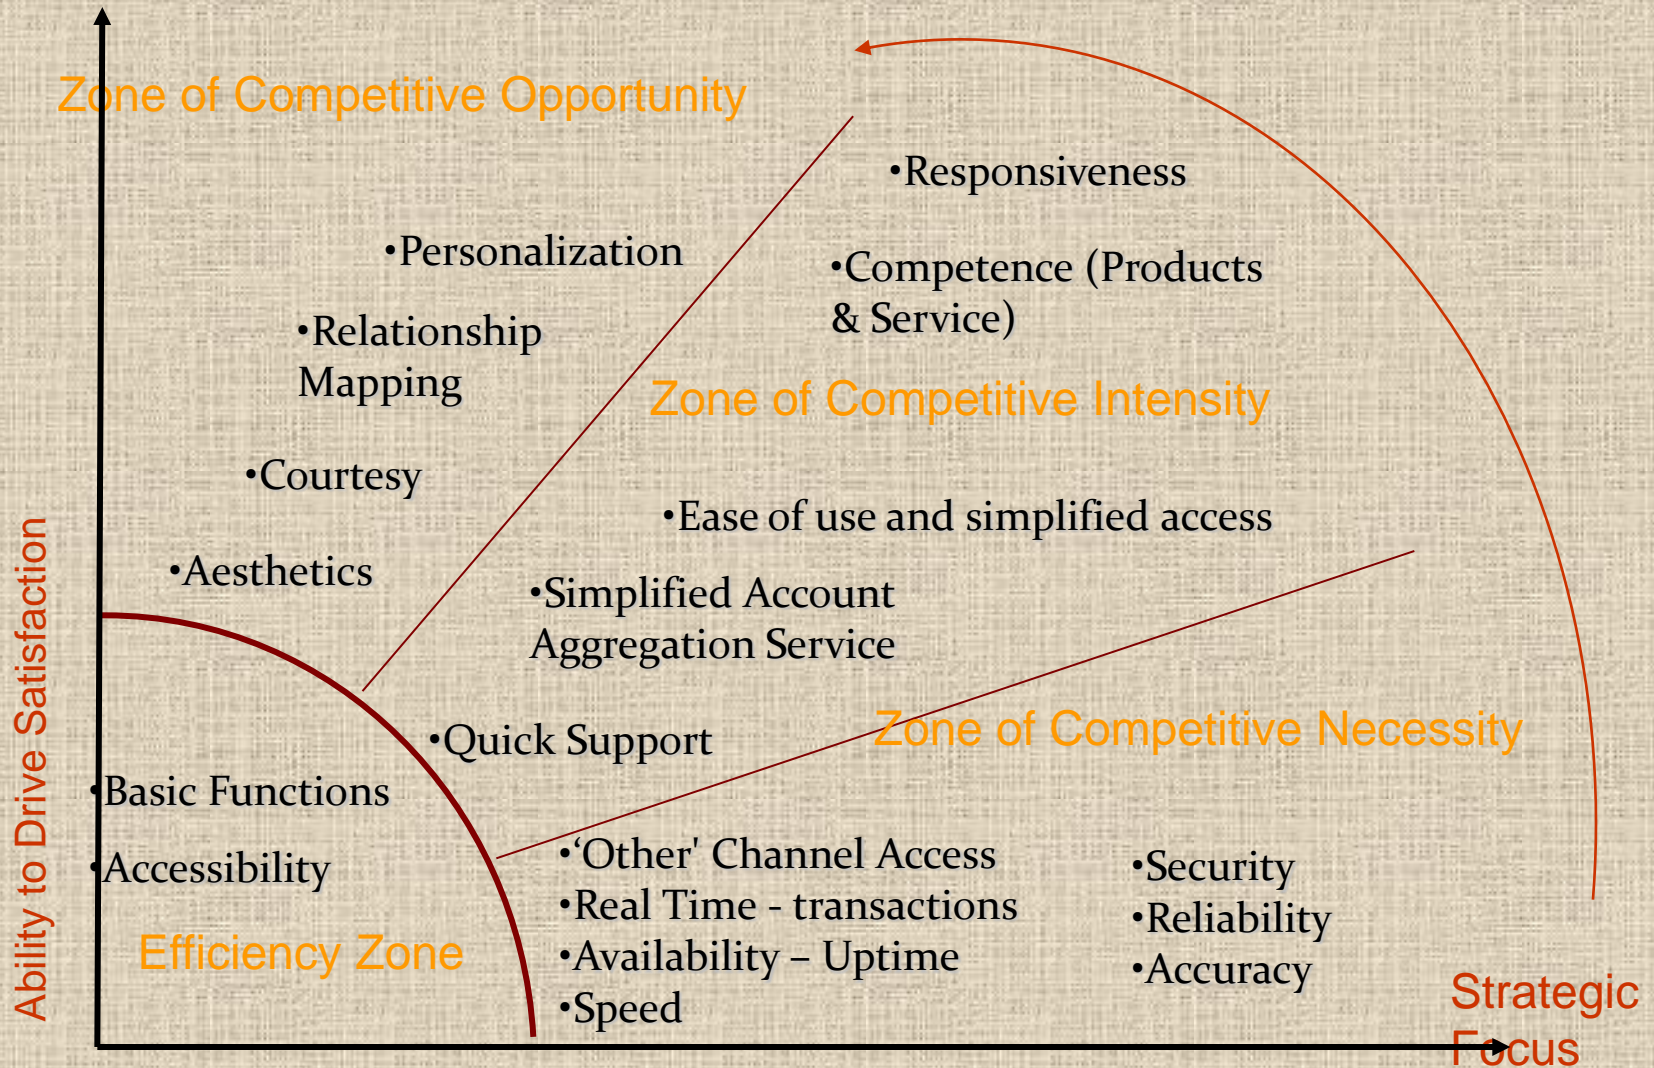 Zone of Competitive Opportunity
•Responsiveness
•Personalization
•Competence (Products
& Service)
•Relationship
Mapping
Zone of Competitive Intensity
•Courtesy
•Ease of use and simplified access
•Aesthetics
•Simplified Account
Aggregation Service
Ability to Drive Satisfaction
•Quick Support
Zone of Competitive Necessity
•Basic Functions
•Accessibility
Efficiency Zone
•‘Other' Channel Access
•Real Time - transactions
•Availability – Uptime
•Speed
•Security
•Reliability
•Accuracy
Strategic
Focus